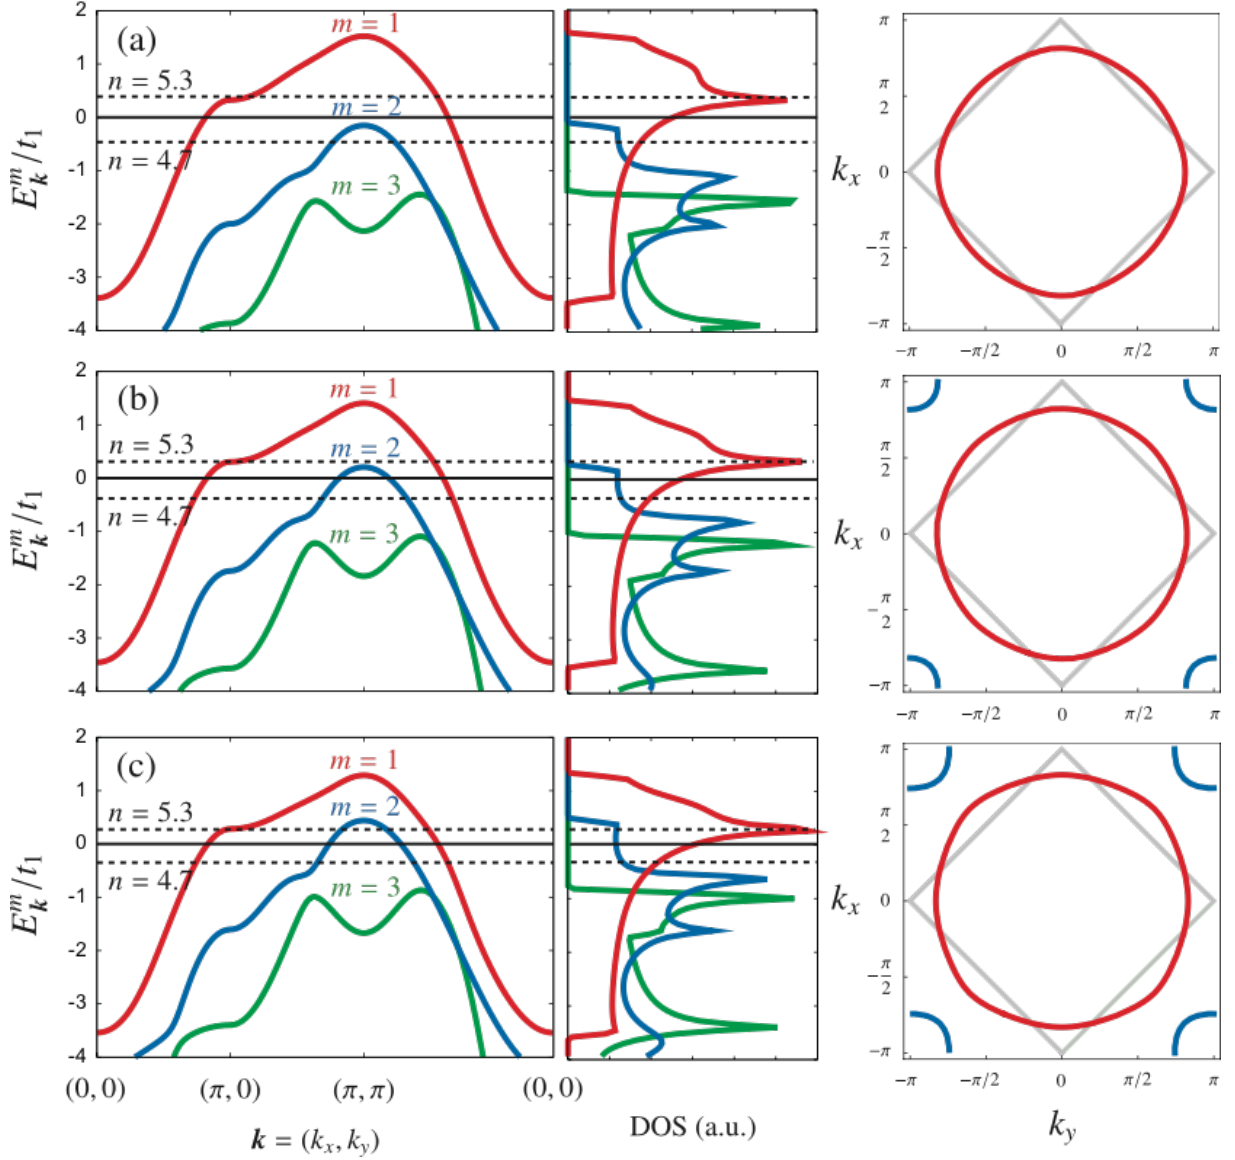 (a)
m = 1
n = 5.3
m = 2
n = 4.7
m = 3
E_k^m/t_1
2
1
0
-1
-2
-3
-4
k_x
π
π/2
0
−π/2
−π
−π
−π/2
0
π/2
π
(b)
m = 1
n = 5.3
m = 2
n = 4.7
m = 3
E_k^m/t_1
2
1
0
-1
-2
-3
-4
k_x
π
π/2
0
−π/2
−π
−π
−π/2
0
π/2
π
(c)
m = 1
n = 5.3
m = 2
n = 4.7
m = 3
E_k^m/t_1
2
1
0
-1
-2
-3
-4
k_x
π
π/2
0
−π/2
−π
−π
−π/2
0
π/2
π
(0, 0)
(π, 0)
(π, π)
(0, 0)
k = (k_x, k_y)
DOS (a.u.)
k_y